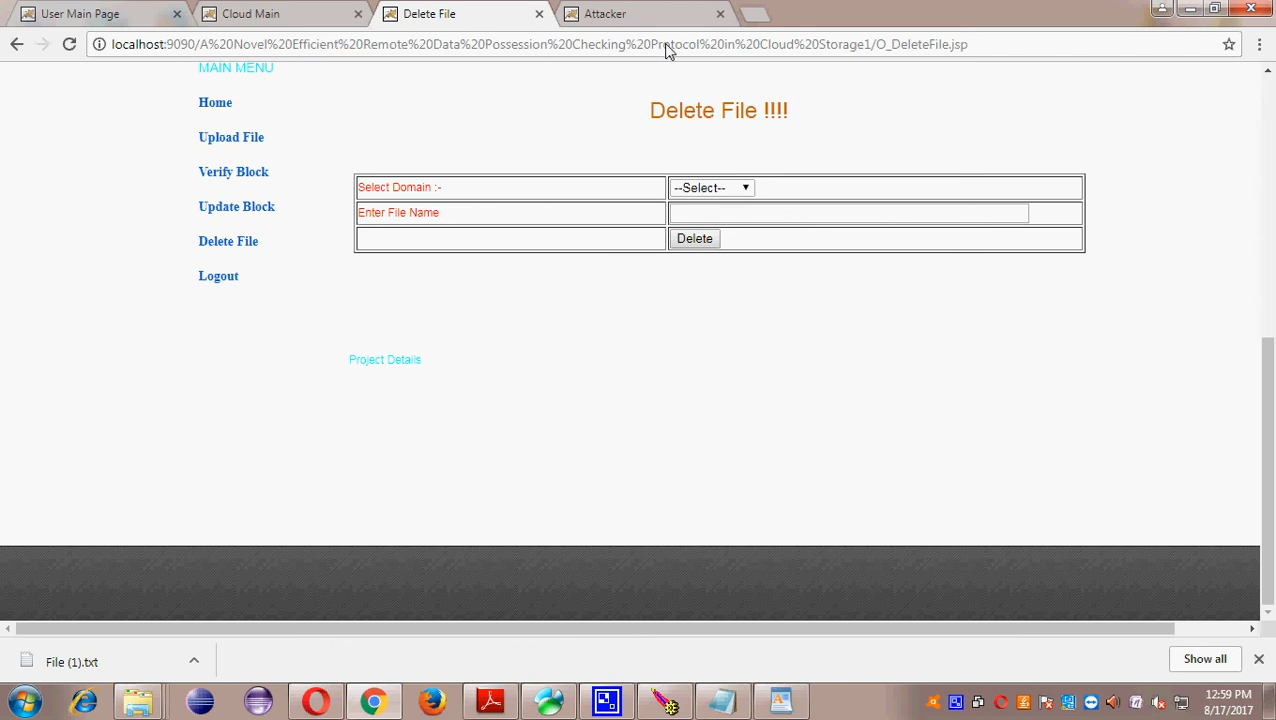 User Main Page
Cloud Main
Delete File
Attacker
localhost:9090/A%20Novel%20Efficient%20Remote%20Data%20Possession%20Checking%20Protocol%20in%20Cloud%20Storage1/O_DeleteFile.jsp
MAIN MENU
Home
Upload File
Verify Block
Update Block
Delete File
Logout
Delete File !!!!
Select Domain :-
--Select--
Enter File Name
Delete
Project Details
File (1).txt
Show all
12:59 PM
8/17/2017